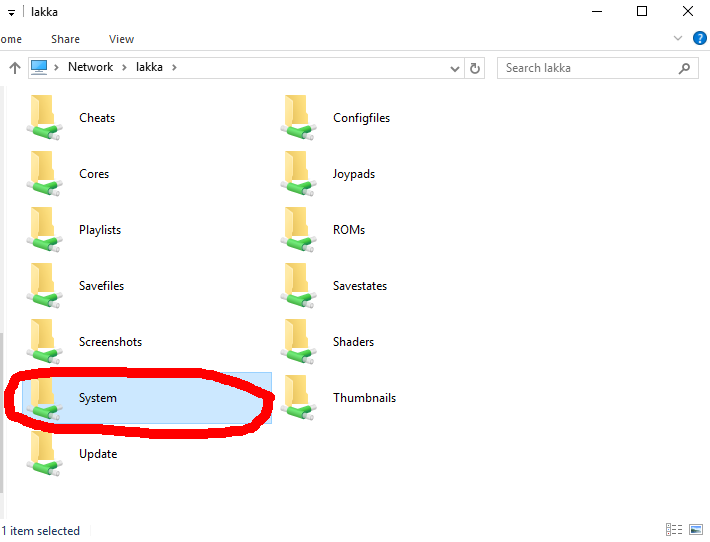 lakka
ome Share View
Network lakka
Search lakka
Cheats Configfiles
Cores Joypads
Playlists ROMs
Savefiles Savestates
Screenshots Shaders
System Thumbnails
Update
1 item selected